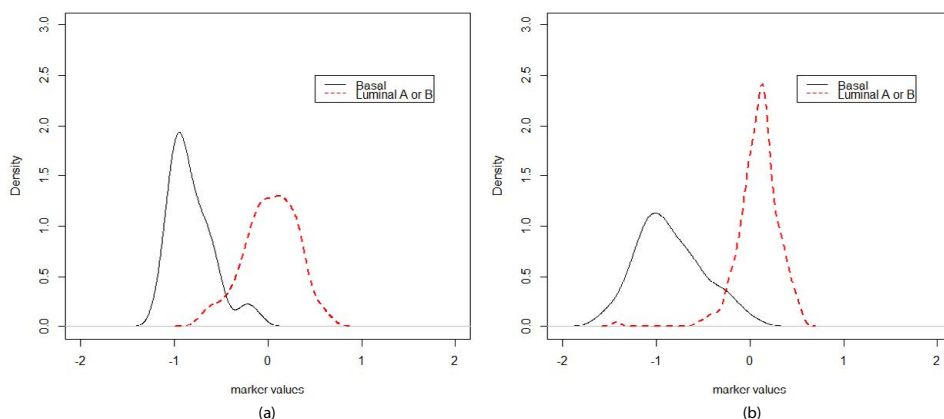 3.0
2.5
2.0
1.5
1.0
0.5
0.0
Density
Basal
Luminal A or B
-2 -1 0 1 2
marker values
(a)
3.0
2.5
2.0
1.5
1.0
0.5
0.0
Density
Basal
Luminal A or B
-2 -1 0 1 2
marker values
(b)